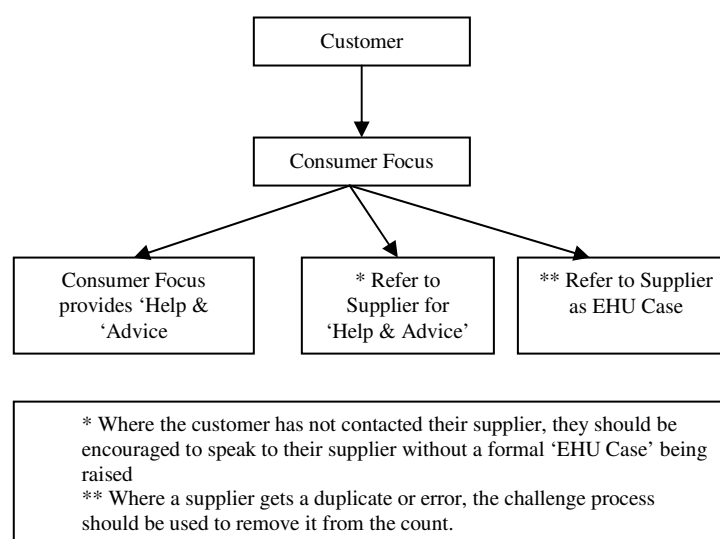 Customer
Consumer Focus
Consumer Focus
provides ‘Help &
‘Advice
* Refer to
Supplier for
‘Help & Advice’
** Refer to Supplier
as EHU Case
* Where the customer has not contacted their supplier, they should be
encouraged to speak to their supplier without a formal ‘EHU Case’ being
raised
** Where a supplier gets a duplicate or error, the challenge process
should be used to remove it from the count.